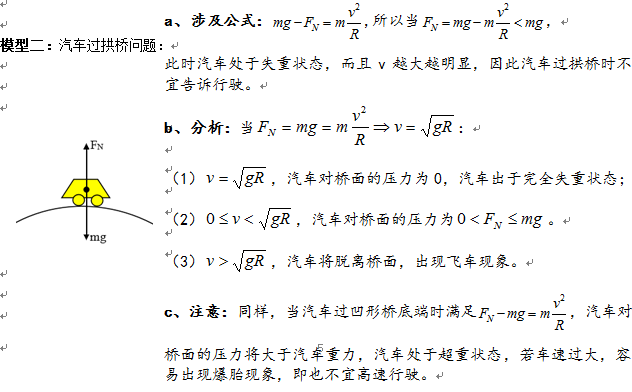 a、涉及公式：mg-F_N=m\frac{v^2}{R}，所以当F_N=mg-m\frac{v^2}{R}<mg，
模型二：汽车过拱桥问题：
此时汽车处于失重状态，而且 v 越大越明显，因此汽车过拱桥时不
宜告诉行驶。
b、分析：当F_N=mg=m\frac{v^2}{R}⇒v=\sqrt{gR}：
（1）v=\sqrt{gR}，汽车对桥面的压力为 0，汽车出于完全失重状态；
（2）0≤v<\sqrt{gR}，汽车对桥面的压力为0<F_N≤mg。
（3）v>\sqrt{gR}，汽车将脱离桥面，出现飞车现象。
F_N
mg
c、注意：同样，当汽车过凹形桥底端时满足F_N-mg=m\frac{v^2}{R}，汽车对
桥面的压力将大于汽车重力，汽车处于超重状态，若车速过大，容
易出现爆胎现象，即也不宜高速行驶。